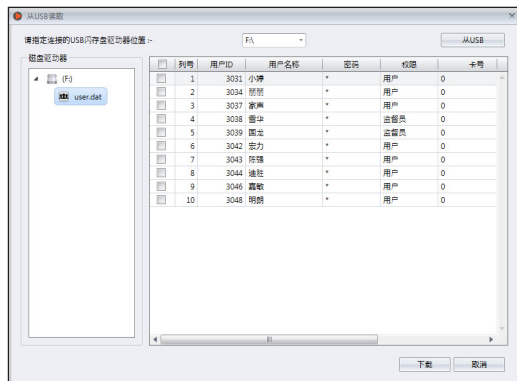 从USB读取
请指定连接的USB闪存盘驱动器位置 :- F:\ 从USB
磁盘驱动器
(F:)
user.dat
列号 用户ID 用户名称 密码 权限 卡号
1 3031 小婷 * 用户 0
2 3034 丽丽 * 用户 0
3 3037 家声 * 用户 0
4 3038 雪华 * 监督员 0
5 3039 国龙 * 监督员 0
6 3042 宏力 * 用户 0
7 3043 陈强 * 用户 0
8 3044 迪胜 * 用户 0
9 3046 嘉敏 * 用户 0
10 3048 明朗 * 用户 0
下载 取消